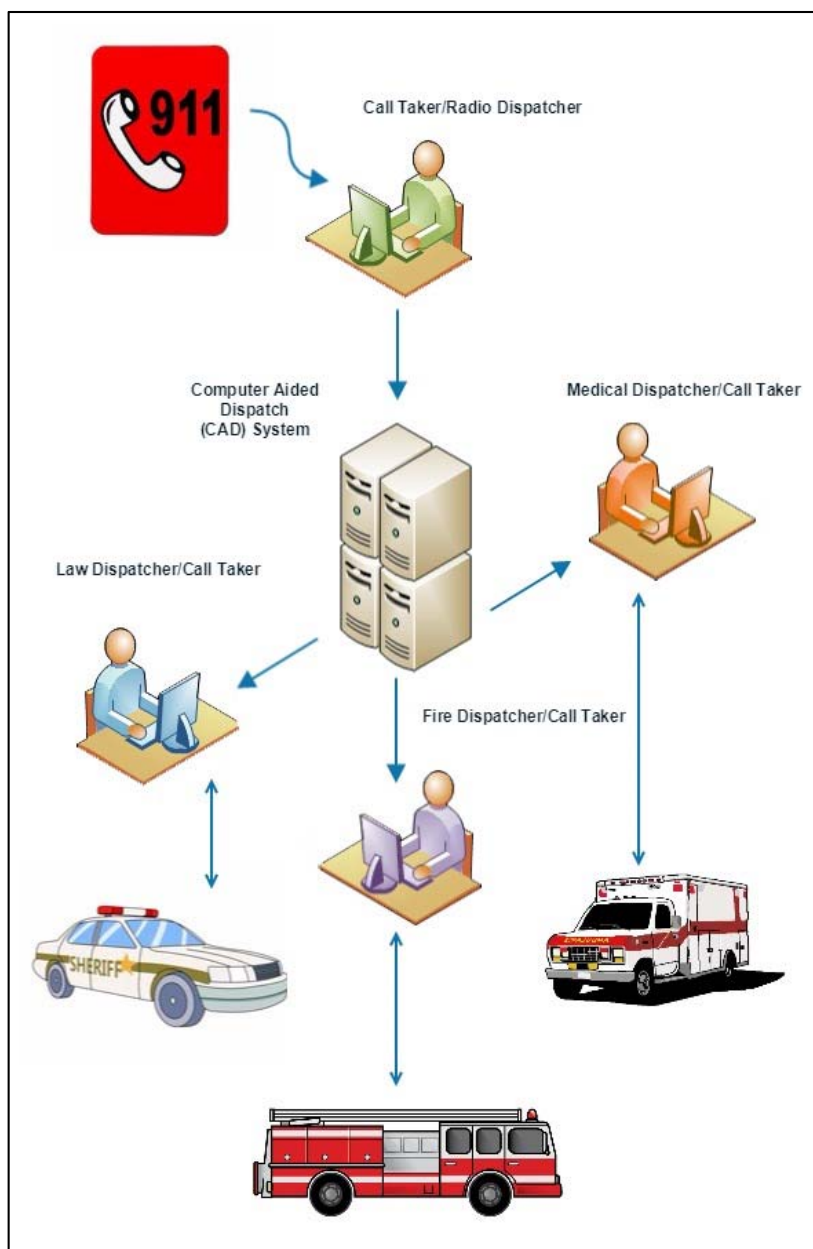 911
Call Taker/Radio Dispatcher
Computer Aided
Dispatch
(CAD) System
Medical Dispatcher/Call Taker
Law Dispatcher/Call Taker
Fire Dispatcher/Call Taker
SHERIFF